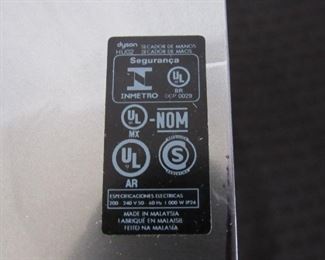 dyson SECADOR DE MANOS
HU02 SECADOR DE MÃOS
Segurança
INMETRO
UL
BR
OCP 0029
UL
MX
-NOM
UL
AR
S
ESPECIFICACIONES ELECTRICAS
200 - 240 V 50 - 60 Hz 1 000 W IP24
MADE IN MALAYSIA
FABRIQUÉ EN MALAISIE
FEITO NA MALÁSIA